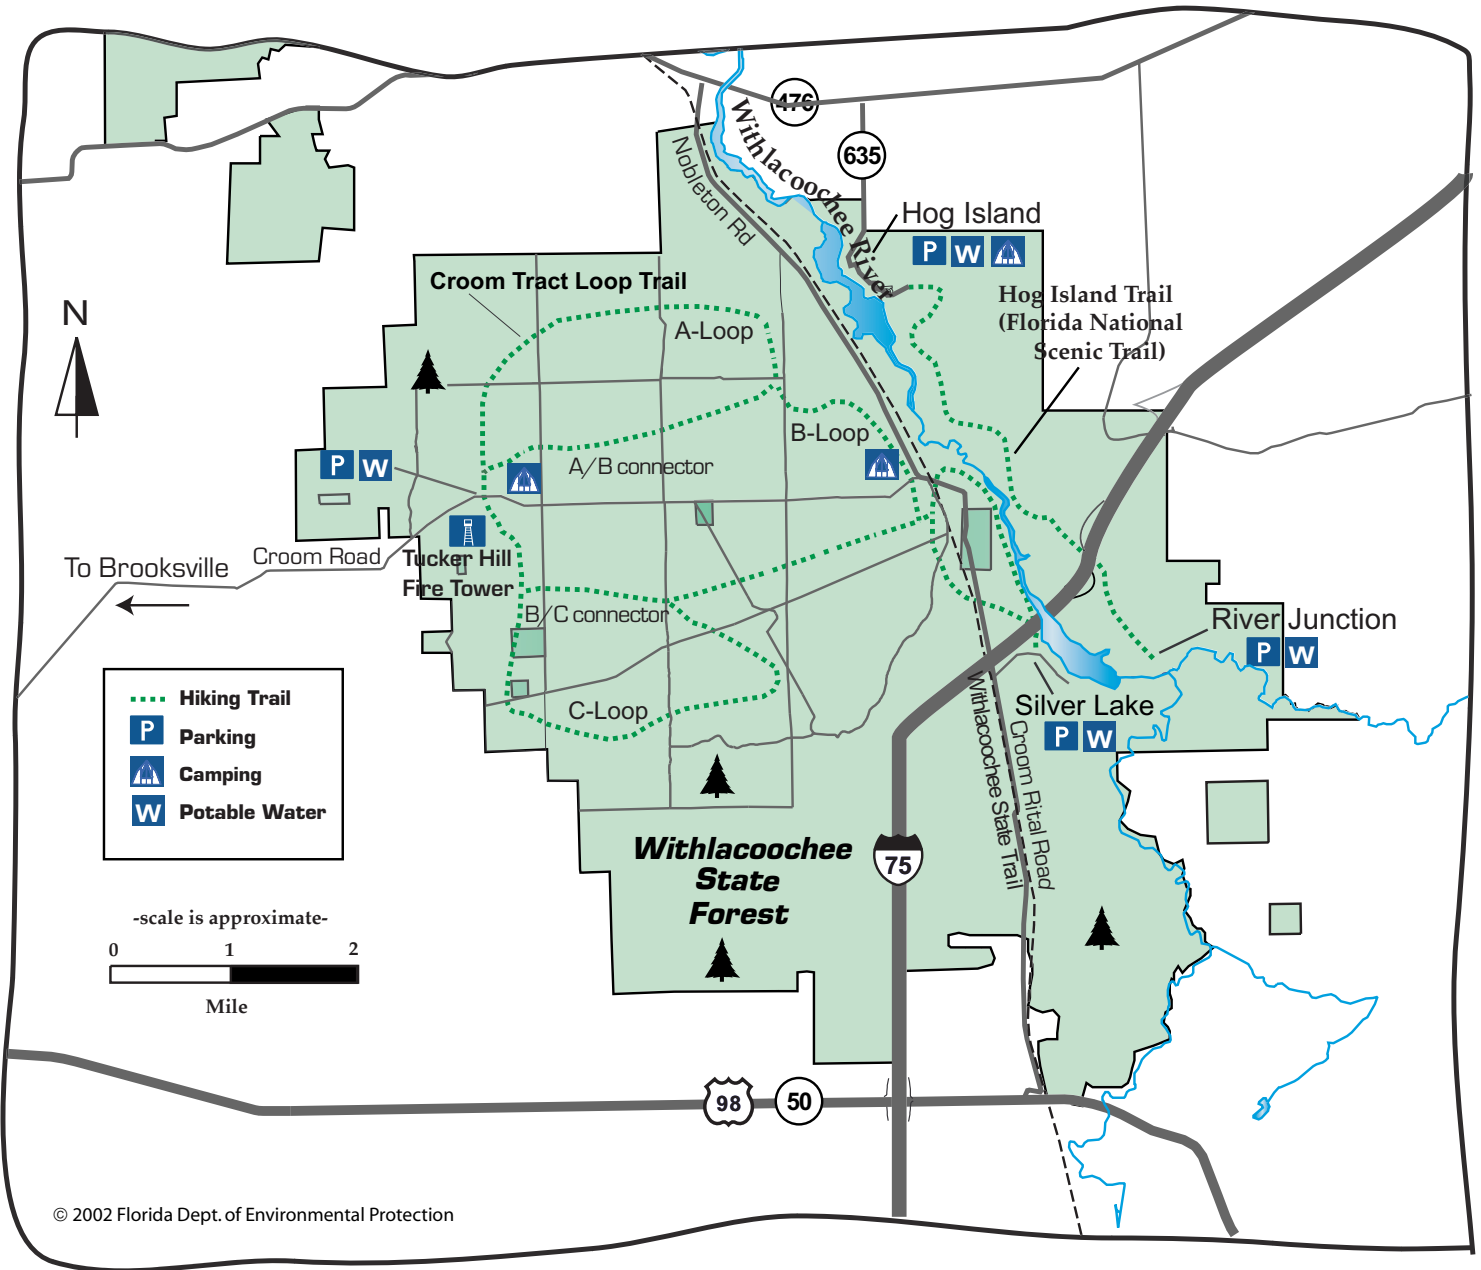 476
635
Withlacoochee River
Nobleton Rd
Hog Island
P W
Croom Tract Loop Trail
Hog Island Trail
(Florida National
Scenic Trail)
N
A-Loop
B-Loop
A/B connector
P W
Tucker Hill
Fire Tower
To Brooksville
Croom Road
B/C connector
River Junction
P W
C-Loop
Silver Lake
P W
Withlacoochee State Trail
Croom Rital Road
Hiking Trail
P Parking
Camping
W Potable Water
Withlacoochee
State
Forest
75
-scale is approximate-
0 1 2
Mile
98
50
© 2002 Florida Dept. of Environmental Protection